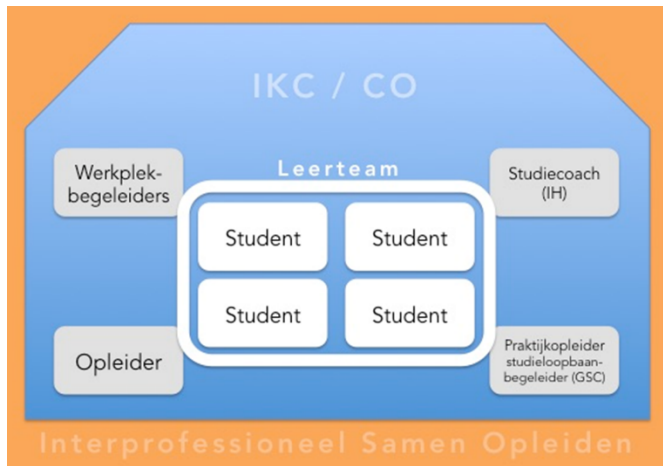 IKC / CO
Werkplek-
begeleiders
Leerteam
Studiecoach
(IH)
Student
Student
Student
Student
Opleider
Praktijkopleider
studieloopbaan-
begeleider (GSC)
Interprofessioneel Samen Opleiden